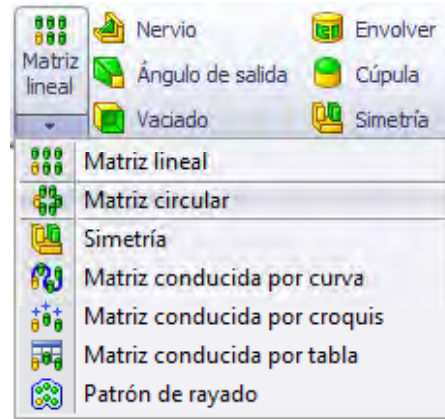 Matriz lineal
Nervio
Envolver
Ángulo de salida
Cúpula
Vaciado
Simetría
Matriz lineal
Matriz circular
Simetría
Matriz conducida por curva
Matriz conducida por croquis
Matriz conducida por tabla
Patrón de rayado